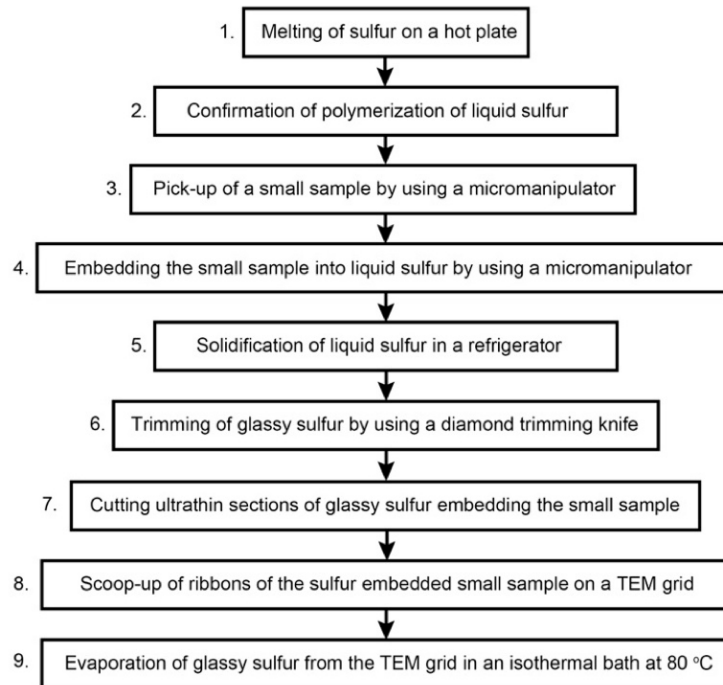 1. Melting of sulfur on a hot plate
2. Confirmation of polymerization of liquid sulfur
3. Pick-up of a small sample by using a micromanipulator
4. Embedding the small sample into liquid sulfur by using a micromanipulator
5. Solidification of liquid sulfur in a refrigerator
6. Trimming of glassy sulfur by using a diamond trimming knife
7. Cutting ultrathin sections of glassy sulfur embedding the small sample
8. Scoop-up of ribbons of the sulfur embedded small sample on a TEM grid
9. Evaporation of glassy sulfur from the TEM grid in an isothermal bath at 80 °C